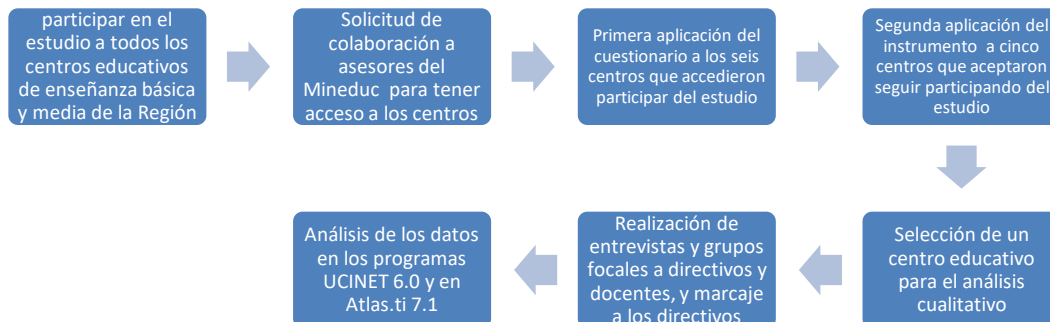 participar en el
estudio a todos los
centros educativos
de enseñanza básica
y media de la Región
Solicitud de
colaboración a
asesores del
Mineduc para tener
acceso a los centros
Primera aplicación del
cuestionario a los seis
centros que accedieron
participar del estudio
Segunda aplicación del
instrumento a cinco
centros que aceptaron
seguir participando del
estudio
Selección de un
centro educativo
para el análisis
cualitativo
Realización de
entrevistas y grupos
focales a directivos y
docentes, y marcaje
a los directivos
Análisis de los datos
en los programas
UCINET 6.0 y en
Atlas.ti 7.1